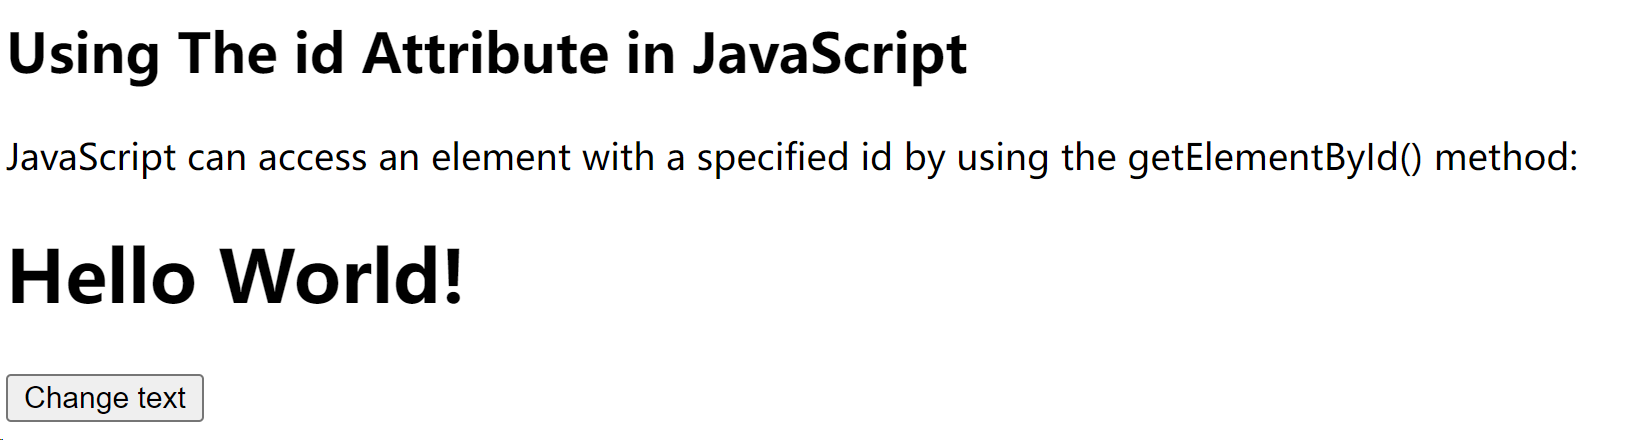 Using The id Attribute in JavaScript
JavaScript can access an element with a specified id by using the getElementById() method:
Hello World!
Change text